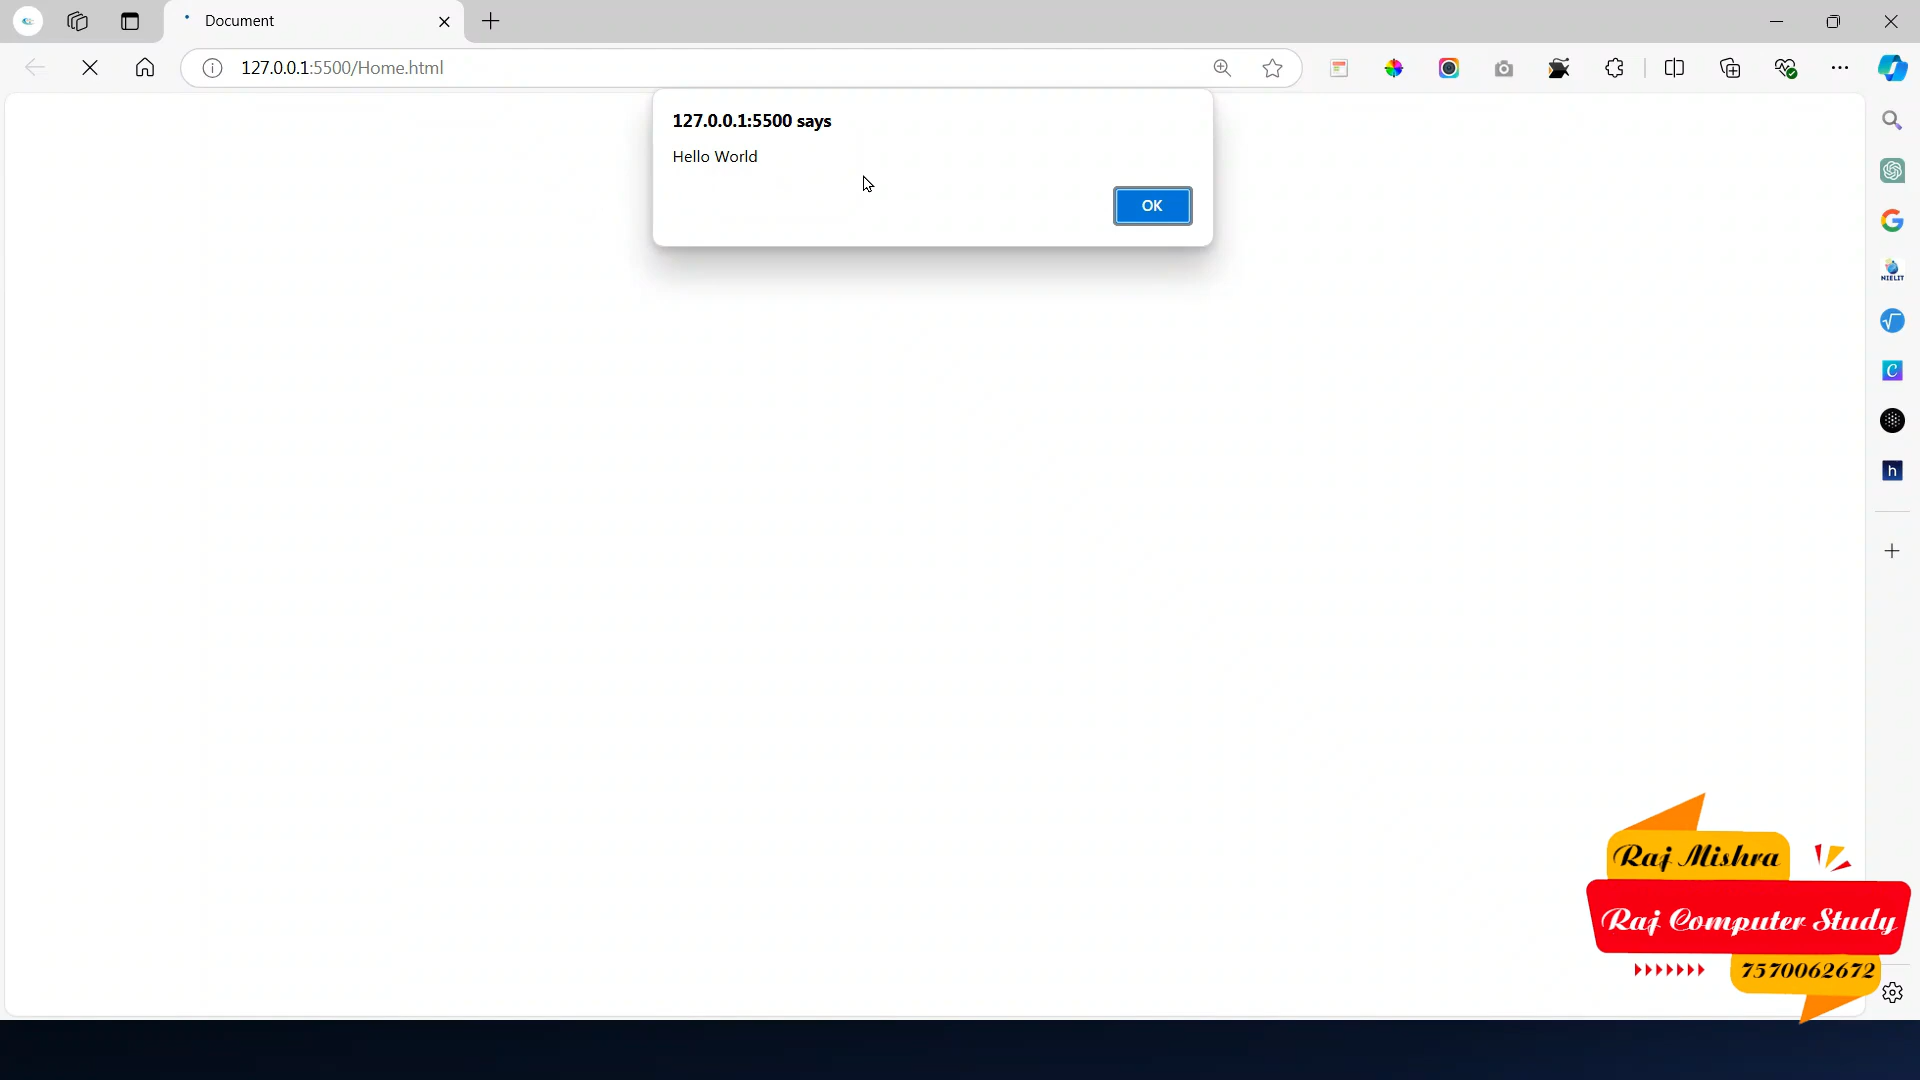 Document
127.0.0.1:5500/Home.html
127.0.0.1:5500 says
Hello World
OK
NIELIT
C
h
Raj Mishra
Raj Computer Study
7570062672